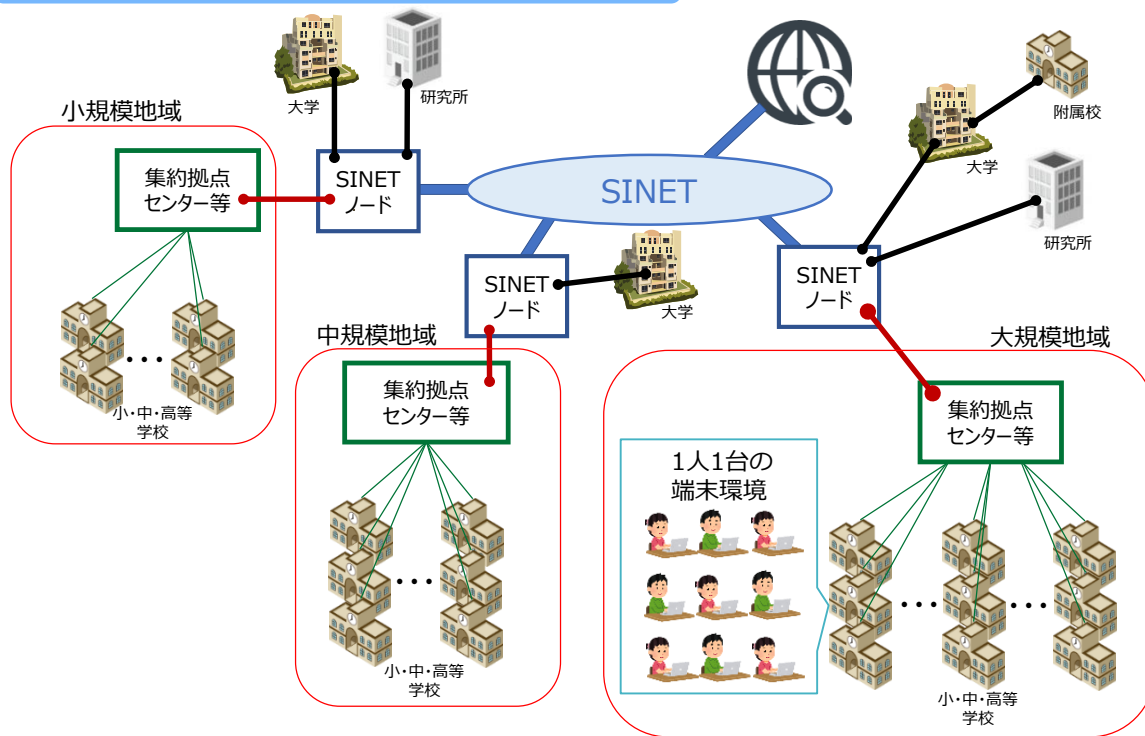 大学
研究所
小規模地域
附属校
集約拠点
センター等
SINET
ノード
SINET
大学
研究所
SINET
ノード
大学
SINET
ノード
中規模地域
大規模地域
・・・
小・中・高等
学校
集約拠点
センター等
集約拠点
センター等
1人1台の
端末環境
・・・
・・・
・・・
小・中・高等
学校
小・中・高等
学校